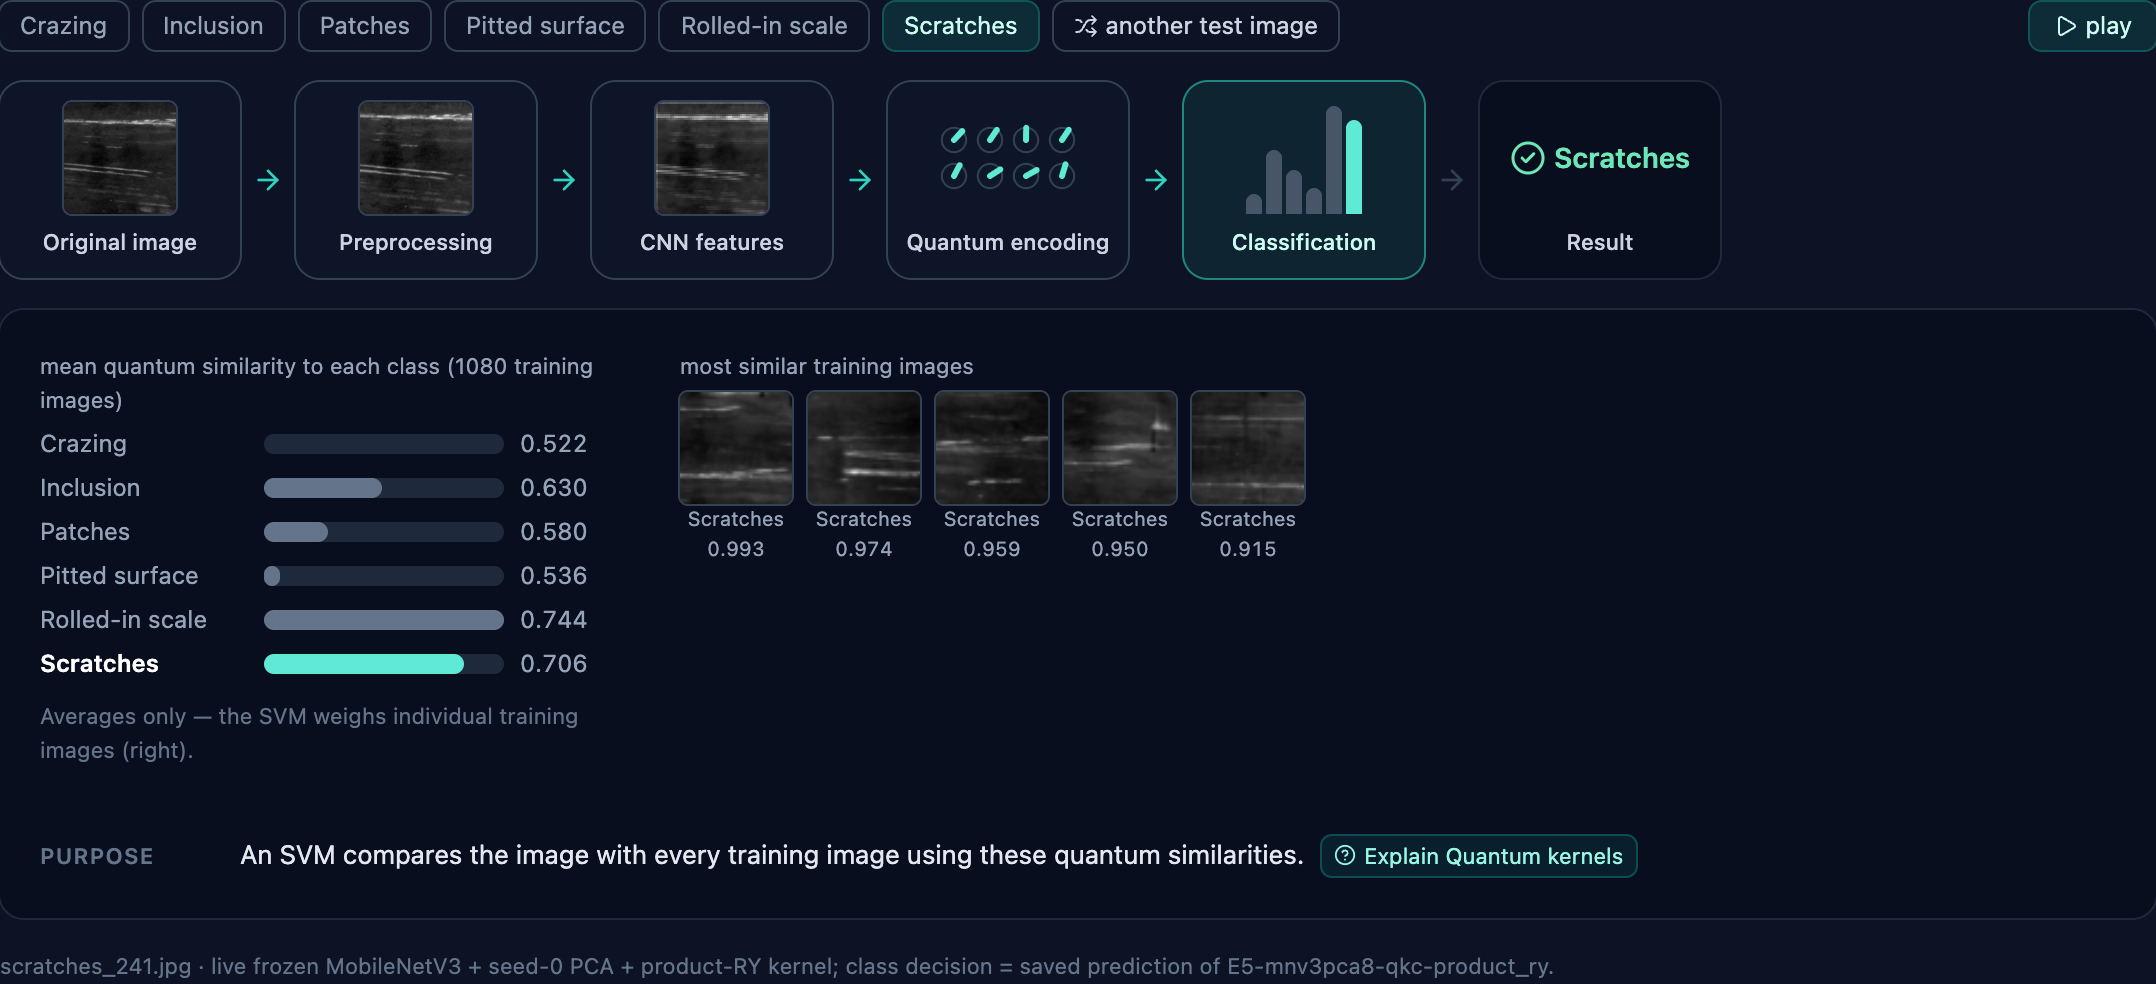 Crazing
Inclusion
Patches
Pitted surface
Rolled-in scale
Scratches
another test image
play
Original image
Preprocessing
CNN features
Quantum encoding
Classification
Scratches
Result
mean quantum similarity to each class (1080 training
images)
Crazing 0.522
Inclusion 0.630
Patches 0.580
Pitted surface 0.536
Rolled-in scale 0.744
Scratches 0.706
Averages only — the SVM weighs individual training
images (right).
most similar training images
Scratches Scratches Scratches Scratches Scratches
0.993 0.974 0.959 0.950 0.915
PURPOSE An SVM compares the image with every training image using these quantum similarities. Explain Quantum kernels
scratches_241.jpg · live frozen MobileNetV3 + seed-0 PCA + product-RY kernel; class decision = saved prediction of E5-mnv3pca8-qkc-product_ry.